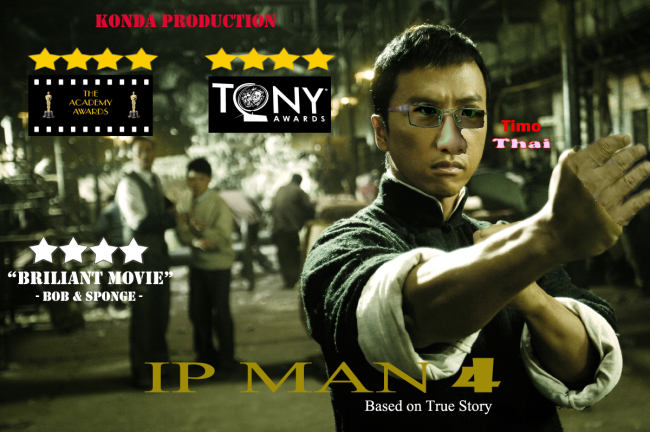 KONDA PRODUCTION
THE
ACADEMY
AWARDS
TONY
AWARDS
Timo
Thai
“BRILIANT MOVIE”
- BOB & SPONGE -
IP MAN 4
Based on True Story